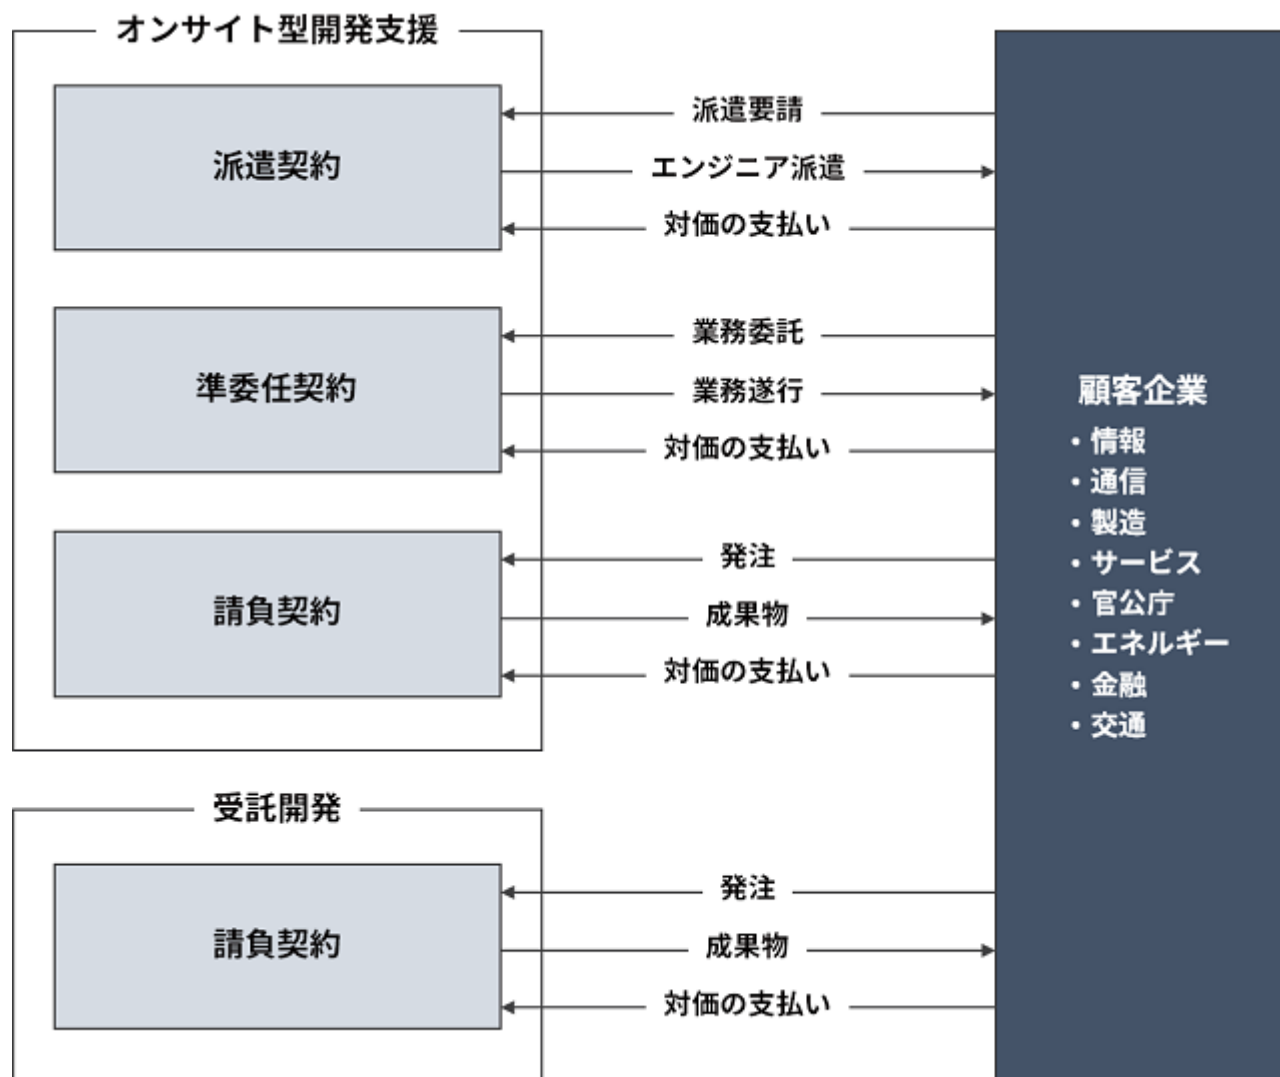 オンサイト型開発支援
派遣契約
派遣要請
エンジニア派遣
対価の支払い
準委任契約
業務委託
業務遂行
対価の支払い
請負契約
発注
成果物
対価の支払い
受託開発
請負契約
発注
成果物
対価の支払い
顧客企業
・情報
・通信
・製造
・サービス
・官公庁
・エネルギー
・金融
・交通